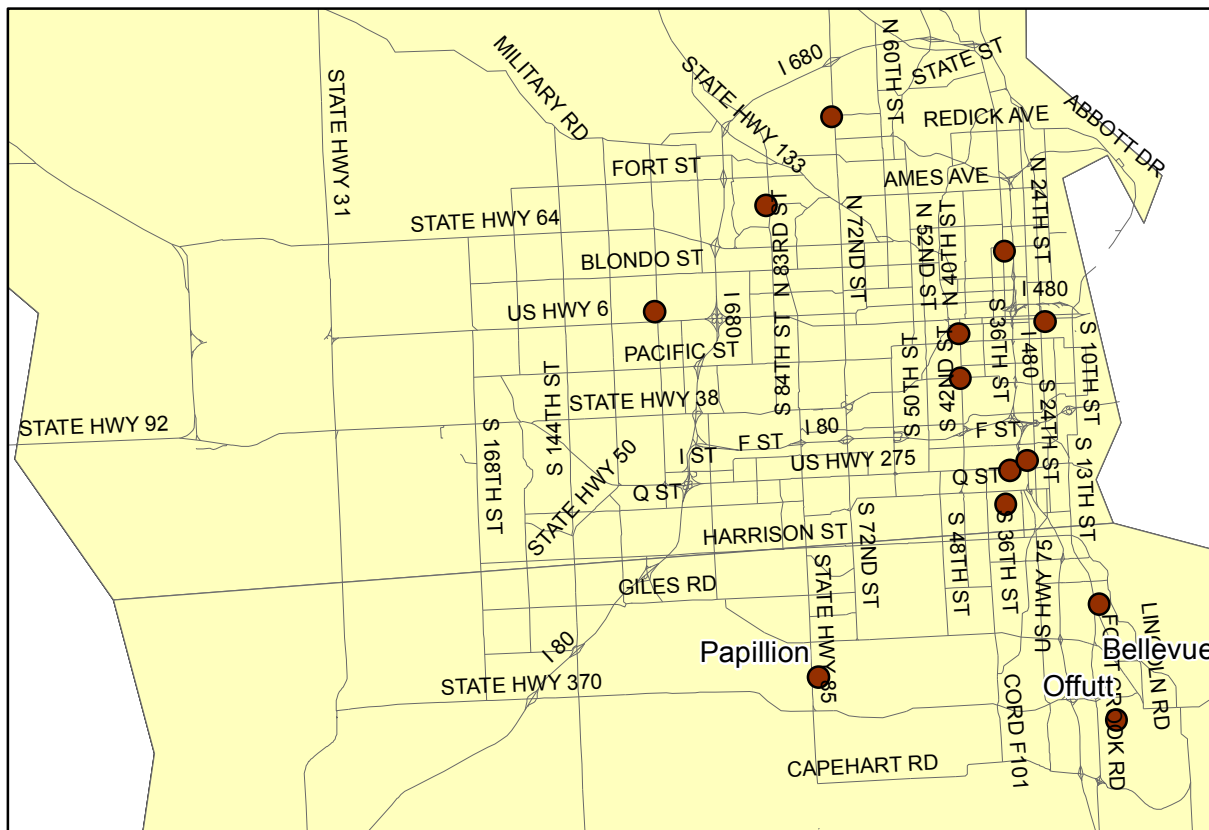 I 680
N 60TH ST
STATE ST
MILITARY RD
STATE HWY 31
STATE HWY 133
REDICK AVE
ABBOTT DR
FORT ST
AMES AVE
N 24TH ST
STATE HWY 64
N 83RD ST
N 72ND ST
N 52ND ST
N 40TH ST
BLONDO ST
I 480
US HWY 6
I 680
S 36TH ST
PACIFIC ST
S 84TH ST
S 50TH ST
S 42ND ST
I 480
S 10TH ST
S 144TH ST
STATE HWY 38
S 24TH ST
STATE HWY 92
I 80
F ST
F ST
S 168TH ST
STATE HWY 50
I ST
US HWY 275
Q ST
S 13TH ST
Q ST
HARRISON ST
S 72ND ST
S 48TH ST
S 36TH ST
US HWY 75
GILES RD
STATE HWY 85
I 80
LINCOLN RD
FORT CROOK RD
Papillion
Bellevue
STATE HWY 370
Offutt
CORD F101
CAPEHART RD